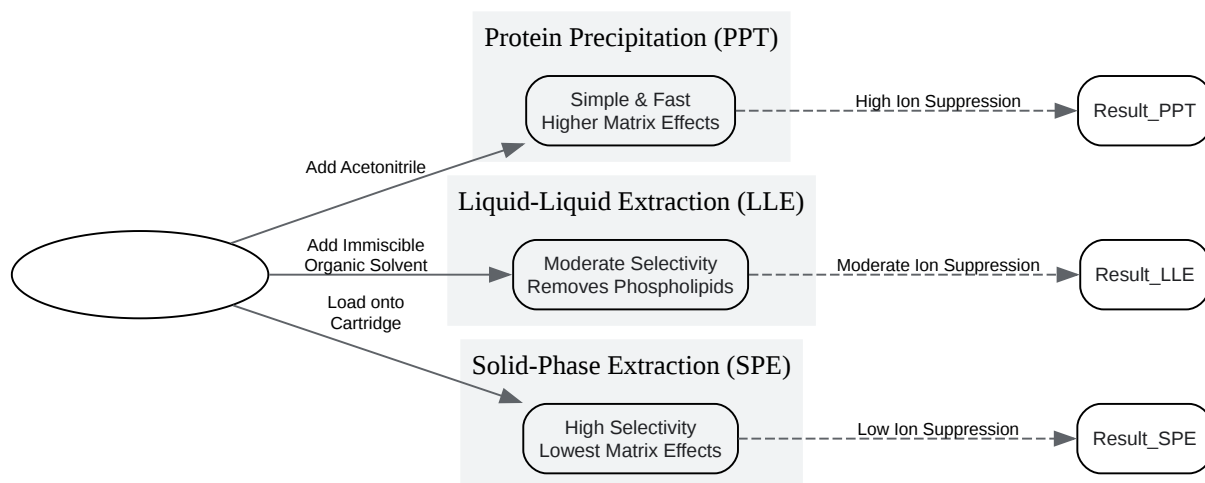 Protein Precipitation (PPT)
Simple & Fast
Higher Matrix Effects
High Ion Suppression
Result_PPT
Add Acetonitrile
Liquid-Liquid Extraction (LLE)
Add Immiscible
Organic Solvent
Moderate Selectivity
Removes Phospholipids
Moderate Ion Suppression
Result_LLE
Load onto
Cartridge
Solid-Phase Extraction (SPE)
High Selectivity
Lowest Matrix Effects
Low Ion Suppression
Result_SPE